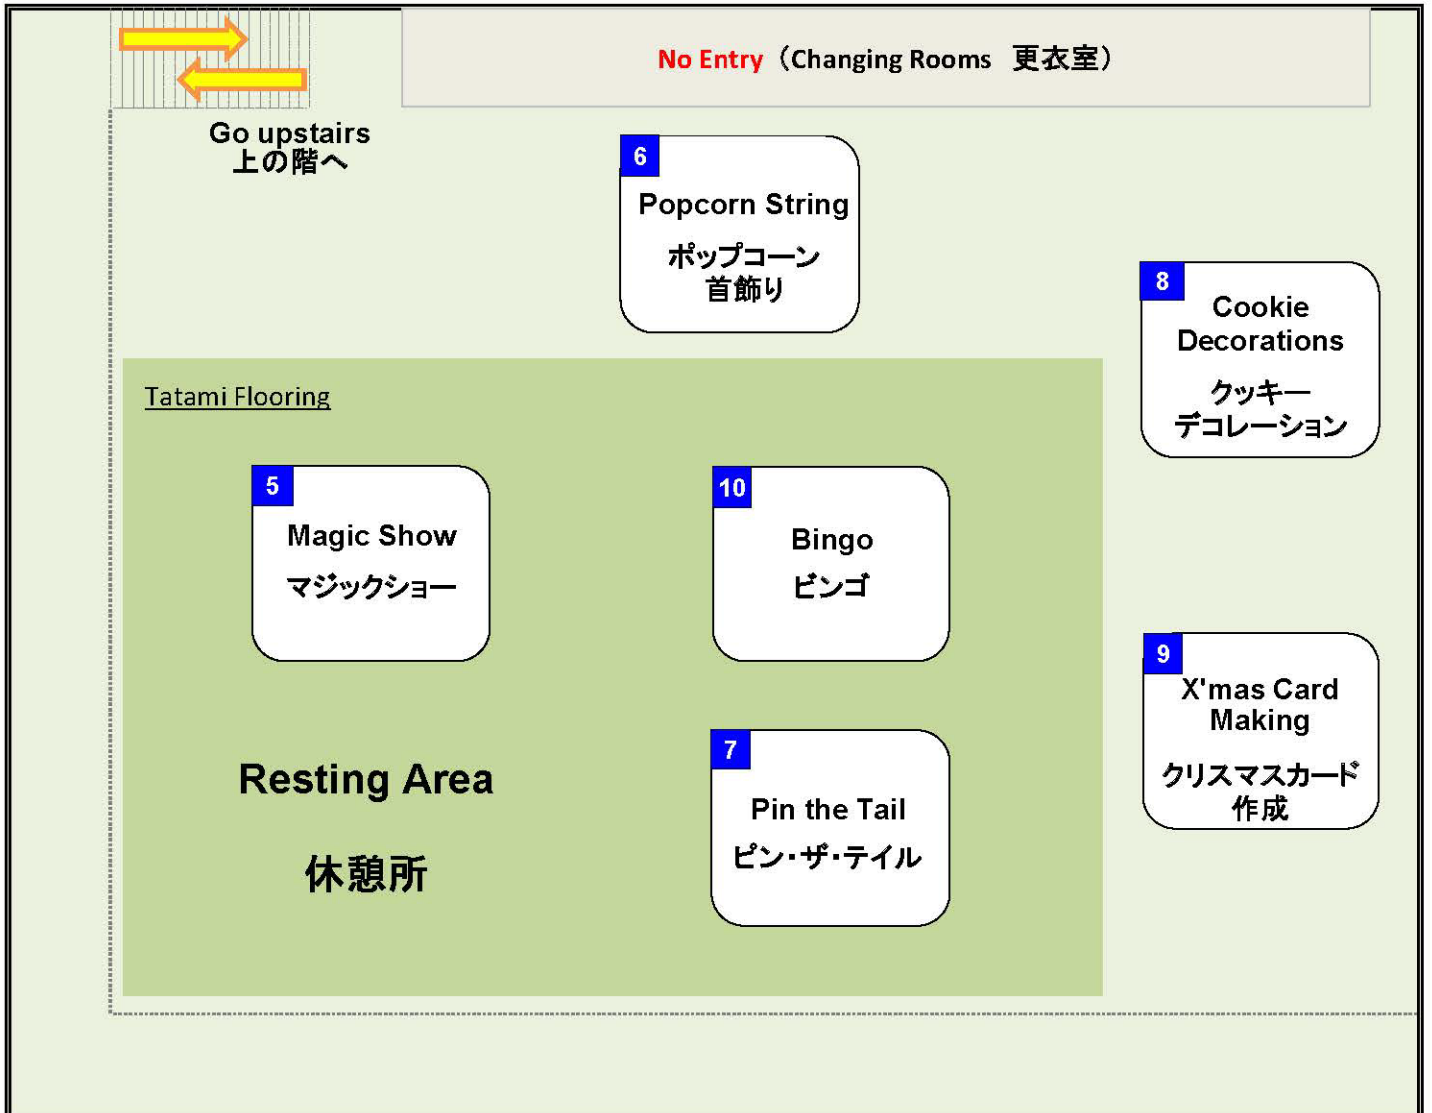 No Entry（Changing Rooms　更衣室）
Go upstairs
上の階へ
6
Popcorn String
ポップコーン
首飾り
8
Cookie
Decorations
クッキー
デコレーション
Tatami Flooring
5
Magic Show
マジックショー
10
Bingo
ビンゴ
9
X'mas Card
Making
クリスマスカード
作成
7
Pin the Tail
ピン・ザ・テイル
Resting Area
休憩所